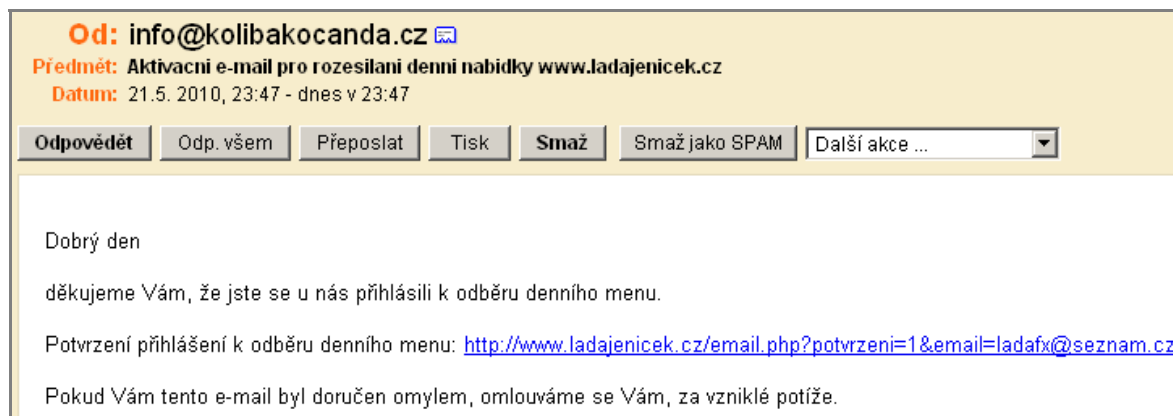 Od: info@kolibakocanda.cz
Předmět: Aktivacni e-mail pro rozesilani denni nabidky www.ladajenicek.cz
Datum: 21.5. 2010, 23:47 - dnes v 23:47
Odpovědět Odp. všem Přeposlat Tisk Smaž Smaž jako SPAM Další akce ...
Dobrý den
děkujeme Vám, že jste se u nás přihlásili k odběru denního menu.
Potvrzení přihlášení k odběru denního menu: http://www.ladajenicek.cz/email.php?potvrzeni=1&email=ladafx@seznam.cz
Pokud Vám tento e-mail byl doručen omylem, omlouváme se Vám, za vzniklé potíže.